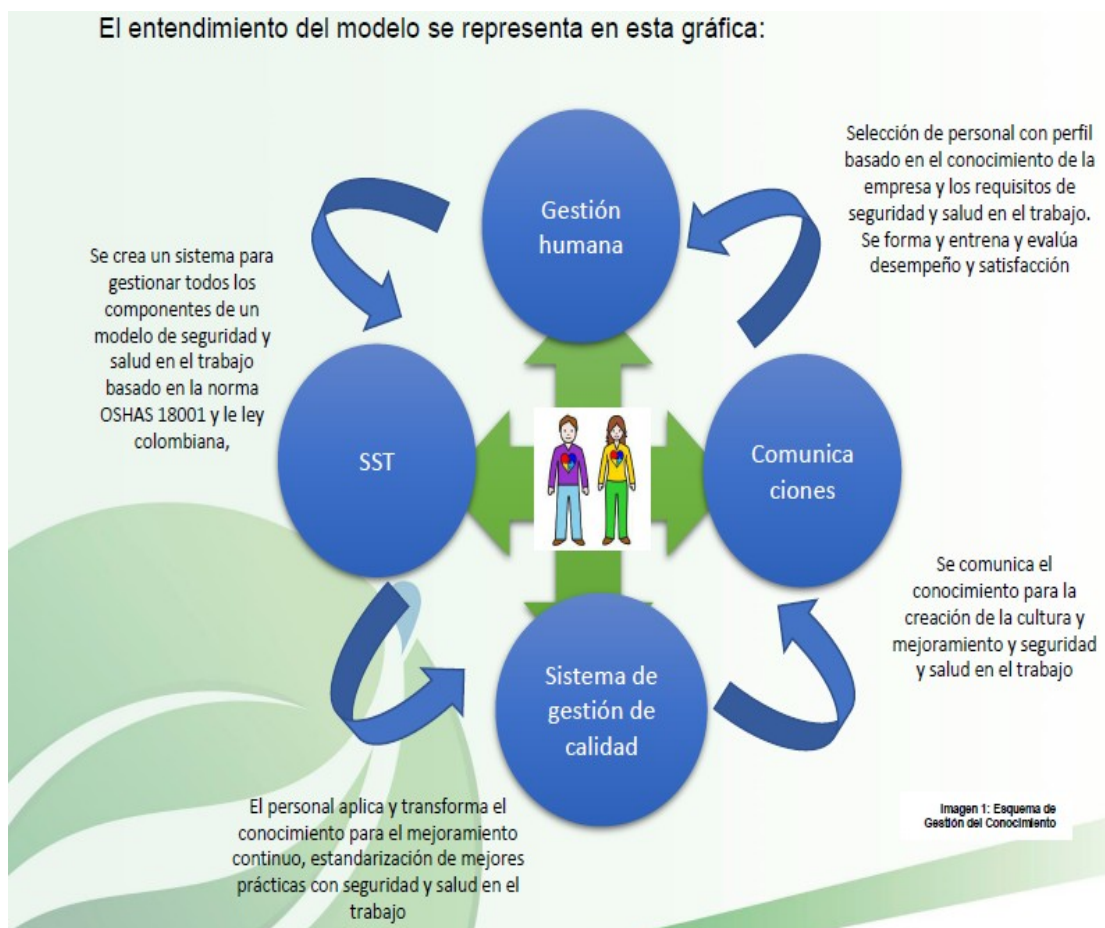 El entendimiento del modelo se representa en esta gráfica:
Gestión
humana
Selección de personal con perfil
basado en el conocimiento de la
empresa y los requisitos de
seguridad y salud en el trabajo.
Se forma y entrena y evalúa
desempeño y satisfacción
Se crea un sistema para
gestionar todos los
componentes de un
modelo de seguridad y
salud en el trabajo
basado en la norma
OSHAS 18001 y le ley
colombiana,
SST
Comunica
ciones
Se comunica el
conocimiento para la
creación de la cultura y
mejoramiento y seguridad
y salud en el trabajo
Sistema de
gestión de
calidad
El personal aplica y transforma el
conocimiento para el mejoramiento
continuo, estandarización de mejores
prácticas con seguridad y salud en el
trabajo
Imagen 1: Esquema de
Gestión del Conocimiento